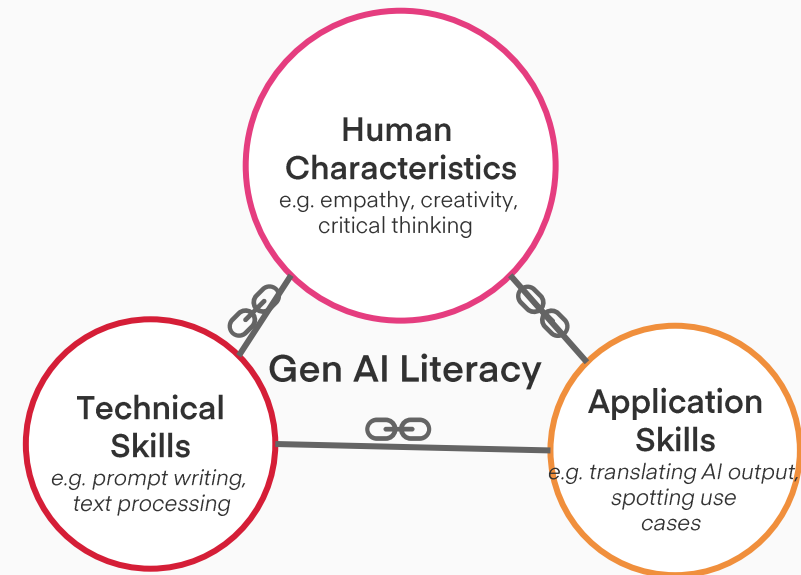 Human
Characteristics
e.g. empathy, creativity,
critical thinking
Gen AI Literacy
Technical
Skills
e.g. prompt writing,
text processing
Application
Skills
e.g. translating AI output,
spotting use
cases